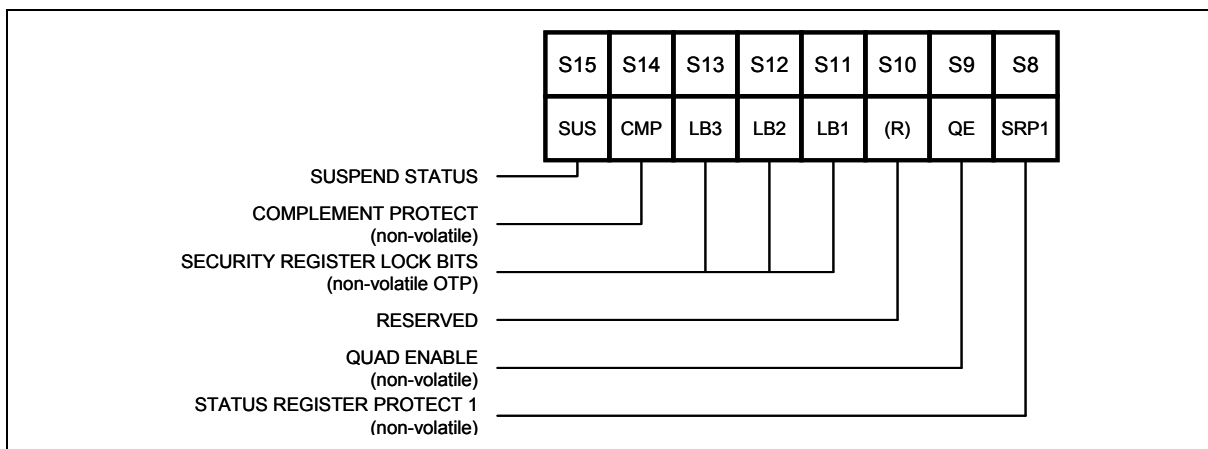 S15 S14 S13 S12 S11 S10 S9 S8
SUS CMP LB3 LB2 LB1 (R) QE SRP1
SUSPEND STATUS
COMPLEMENT PROTECT
(non-volatile)
SECURITY REGISTER LOCK BITS
(non-volatile OTP)
RESERVED
QUAD ENABLE
(non-volatile)
STATUS REGISTER PROTECT 1
(non-volatile)